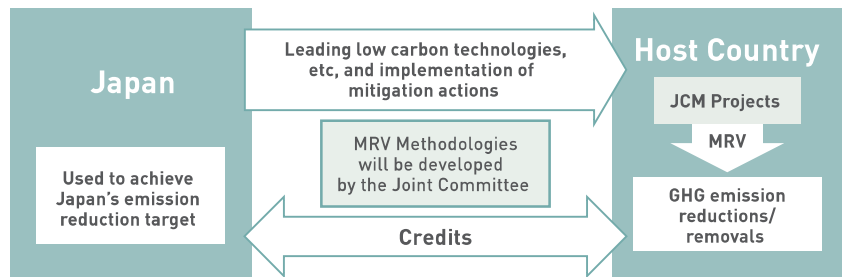 Japan
Used to achieve
Japan's emission
reduction target
Leading low carbon technologies,
etc, and implementation of
mitigation actions
MRV Methodologies
will be developed
by the Joint Committee
Credits
Host Country
JCM Projects
MRV
GHG emission
reductions/
removals